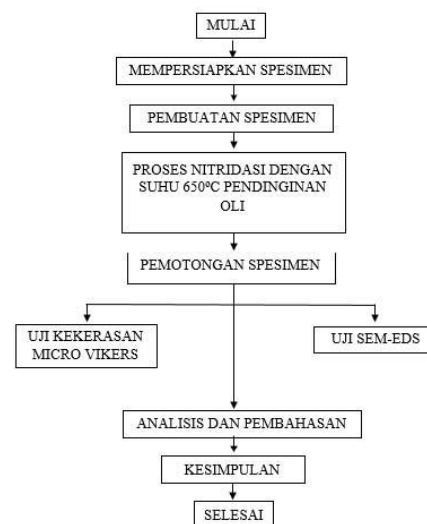 MULAI
MEMPERSIAPKAN SPESIMEN
PEMBUATAN SPESIMEN
PROSES NITRIDASI DENGAN
SUHU 650⁰C PENDINGINAN
OLI
PEMOTONGAN SPESIMEN
UJI KEKERASAN
MICRO VIKERS
UJI SEM-EDS
ANALISIS DAN PEMBAHASAN
KESIMPULAN
SELESAI